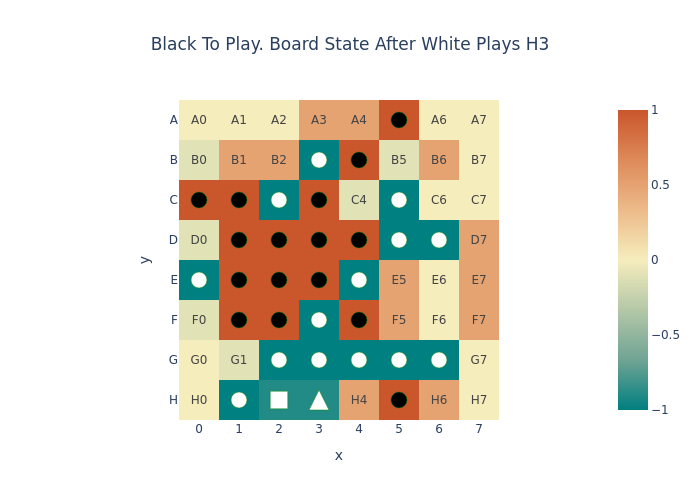 Black To Play. Board State After White Plays H3
A A0 A1 A2 A3 A4 A6 A7
B B0 B1 B2 B5 B6 B7
C C4 C6 C7
D D0 D7
E E5 E6 E7
F F0 F5 F6 F7
G G0 G1 G7
H H0 H4 H6 H7
0 1 2 3 4 5 6 7
x
y
1
0.5
0
−0.5
−1